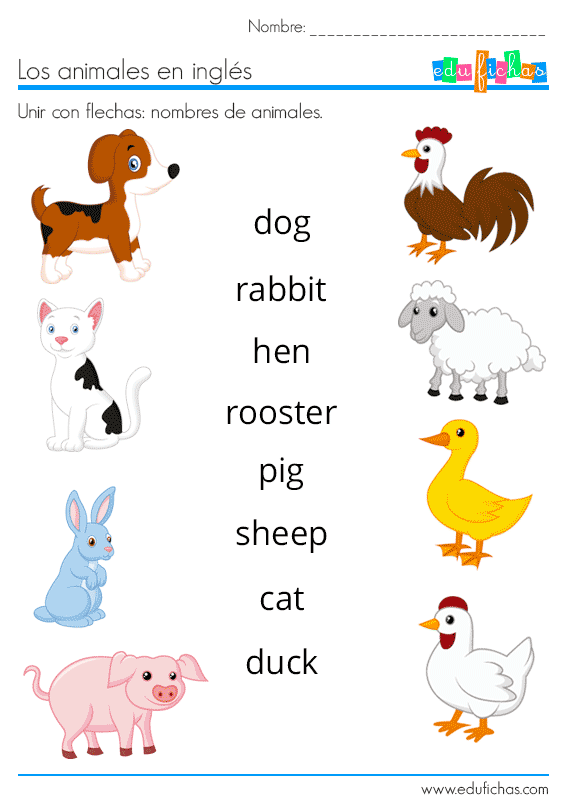 Nombre: ___________________________
Los animales en inglés
edufichas
Unir con flechas: nombres de animales.
dog
rabbit
hen
rooster
pig
sheep
cat
duck
www.edufichas.com